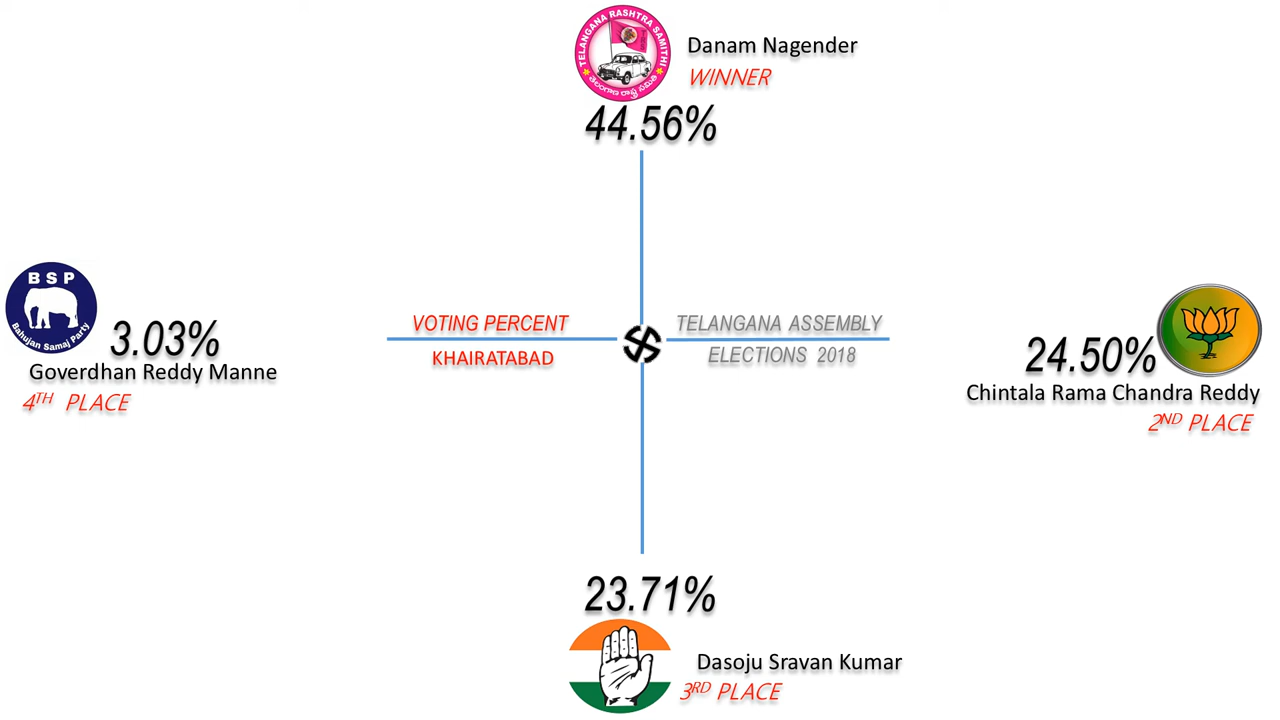 TELANGANA RASHTRA SAMITHI
తెలంగాణ రాష్ట్ర సమితి
Danam Nagender
WINNER
44.56%
BSP
Bahujan Samaj Party
3.03%
Goverdhan Reddy Manne
4TH PLACE
VOTING PERCENT
KHAIRATABAD
TELANGANA ASSEMBLY
ELECTIONS 2018
24.50%
Chintala Rama Chandra Reddy
2ND PLACE
23.71%
Dasoju Sravan Kumar
3RD PLACE